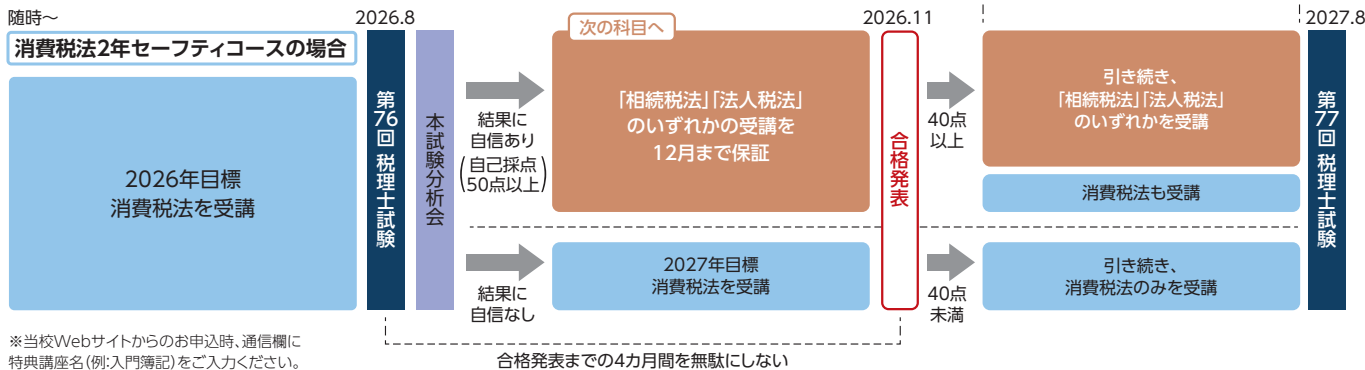 随時～
2026.8
2026.11
2027.8
消費税法2年セーフティコースの場合
2026年目標
消費税法を受講
第76回 税理士試験
本試験分析会
結果に
自信あり
(自己採点
50点以上)
次の科目へ
「相続税法」「法人税法」
のいずれかの受講を
12月まで保証
合格発表
40点
以上
引き続き、
「相続税法」「法人税法」
のいずれかを受講
消費税法も受講
第77回 税理士試験
結果に
自信なし
2027年目標
消費税法を受講
40点
未満
引き続き、
消費税法のみを受講
※当校Webサイトからのお申込時、通信欄に
特典講座名(例:入門簿記)をご入力ください。
合格発表までの4カ月間を無駄にしない